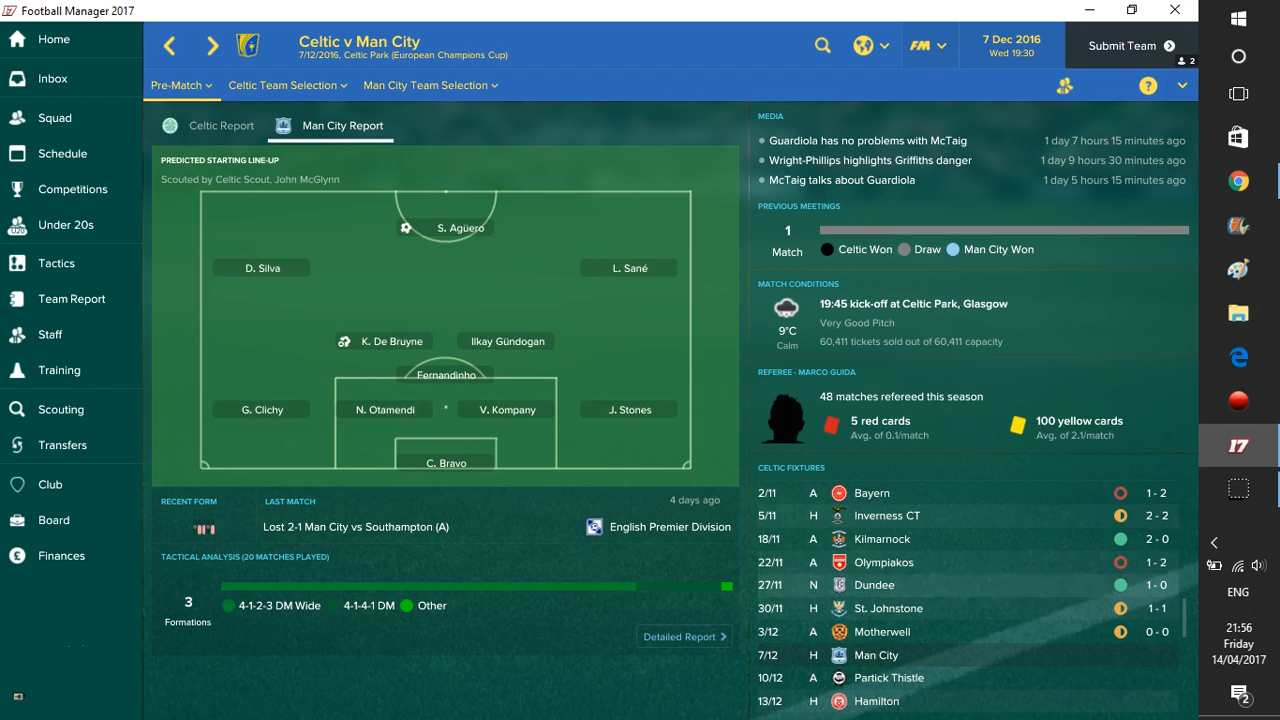 17 Football Manager 2017
Home
Inbox
Squad
Schedule
Competitions
U20 Under 20s
Tactics
Team Report
Staff
Training
Scouting
Transfers
Club
Board
£ Finances
Celtic v Man City
7/12/2016, Celtic Park (European Champions Cup)
FM
7 Dec 2016
Wed 19:30
Submit Team
2
Pre-Match
Celtic Team Selection
Man City Team Selection
?
Celtic Report
Man City Report
PREDICTED STARTING LINE-UP
Scouted by Celtic Scout, John McGlynn
S. Agüero
D. Silva
L. Sané
K. De Bruyne
Ilkay Gündogan
Fernandinho
G. Clichy
N. Otamendi
V. Kompany
J. Stones
C. Bravo
RECENT FORM
LAST MATCH
4 days ago
Lost 2-1 Man City vs Southampton (A)
English Premier Division
TACTICAL ANALYSIS (20 MATCHES PLAYED)
3
Formations
4-1-2-3 DM Wide
4-1-4-1 DM
Other
Detailed Report
MEDIA
Guardiola has no problems with McTaig 1 day 7 hours 15 minutes ago
Wright-Phillips highlights Griffiths danger 1 day 9 hours 30 minutes ago
McTaig talks about Guardiola 1 day 5 hours 15 minutes ago
PREVIOUS MEETINGS
1
Match
Celtic Won
Draw
Man City Won
MATCH CONDITIONS
9°C
Calm
19:45 kick-off at Celtic Park, Glasgow
Very Good Pitch
60,411 tickets sold out of 60,411 capacity
REFEREE - MARCO GUIDA
48 matches refereed this season
5 red cards
Avg. of 0.1/match
100 yellow cards
Avg. of 2.1/match
CELTIC FIXTURES
2/11 A Bayern 1 - 2
5/11 H Inverness CT 2 - 2
18/11 A Kilmarnock 2 - 0
22/11 A Olympiakos 1 - 2
27/11 N Dundee 1 - 0
30/11 H St. Johnstone 1 - 1
3/12 A Motherwell 0 - 0
7/12 H Man City
10/12 A Partick Thistle
13/12 H Hamilton
17
ENG
21:56
Friday
14/04/2017
2